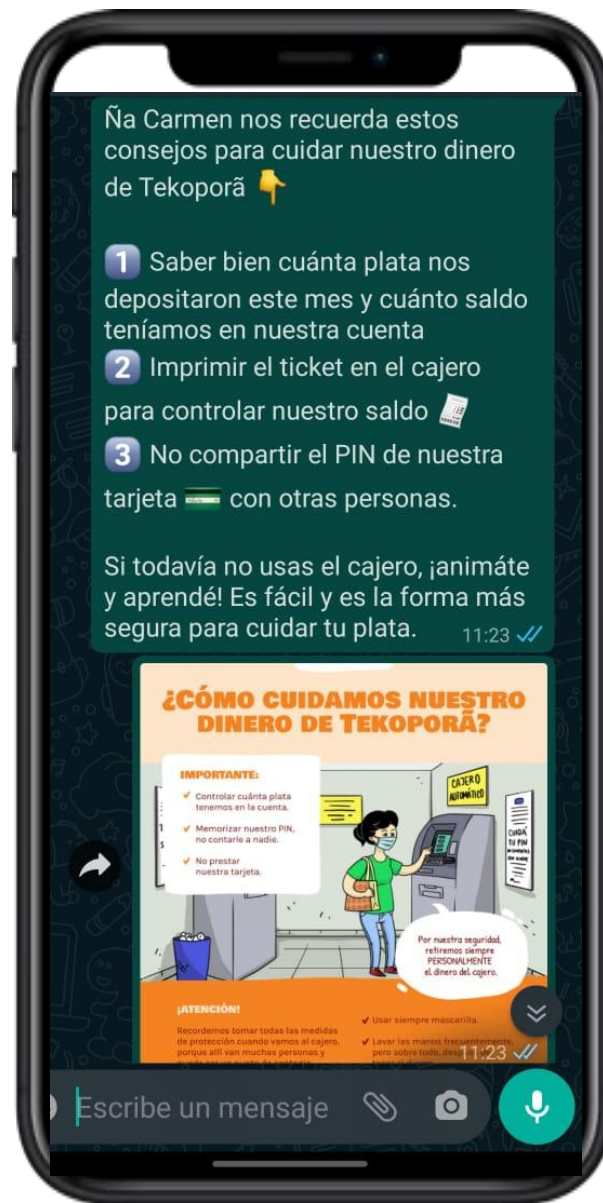 Ña Carmen nos recuerda estos
consejos para cuidar nuestro dinero
de Tekoporã 👇
1️⃣ Saber bien cuánta plata nos
depositaron este mes y cuánto saldo
teníamos en nuestra cuenta
2️⃣ Imprimir el ticket en el cajero
para controlar nuestro saldo 🧾
3️⃣ No compartir el PIN de nuestra
tarjeta 💳 con otras personas.
Si todavía no usas el cajero, ¡animáte
y aprendé! Es fácil y es la forma más
segura para cuidar tu plata.
11:23
¿CÓMO CUIDAMOS NUESTRO
DINERO DE TEKOPORÃ?
IMPORTANTE:
✓ Controlar cuánta plata
tenemos en la cuenta.
✓ Memorizar nuestro PIN,
no contarle a nadie.
✓ No prestar
nuestra tarjeta.
CAJERO
AUTOMÁTICO
CUIDÁ
TU PIN
Por nuestra seguridad,
retiremos siempre
PERSONALMENTE
el dinero del cajero.
¡ATENCIÓN!
Recordemos tomar todas las medidas
de protección cuando vamos al cajero,
porque allí van muchas personas y
✓ Usar siempre mascarilla.
✓ Lavar las manos frecuentemente,
pero sobre todo,
11:23
Escribe un mensaje